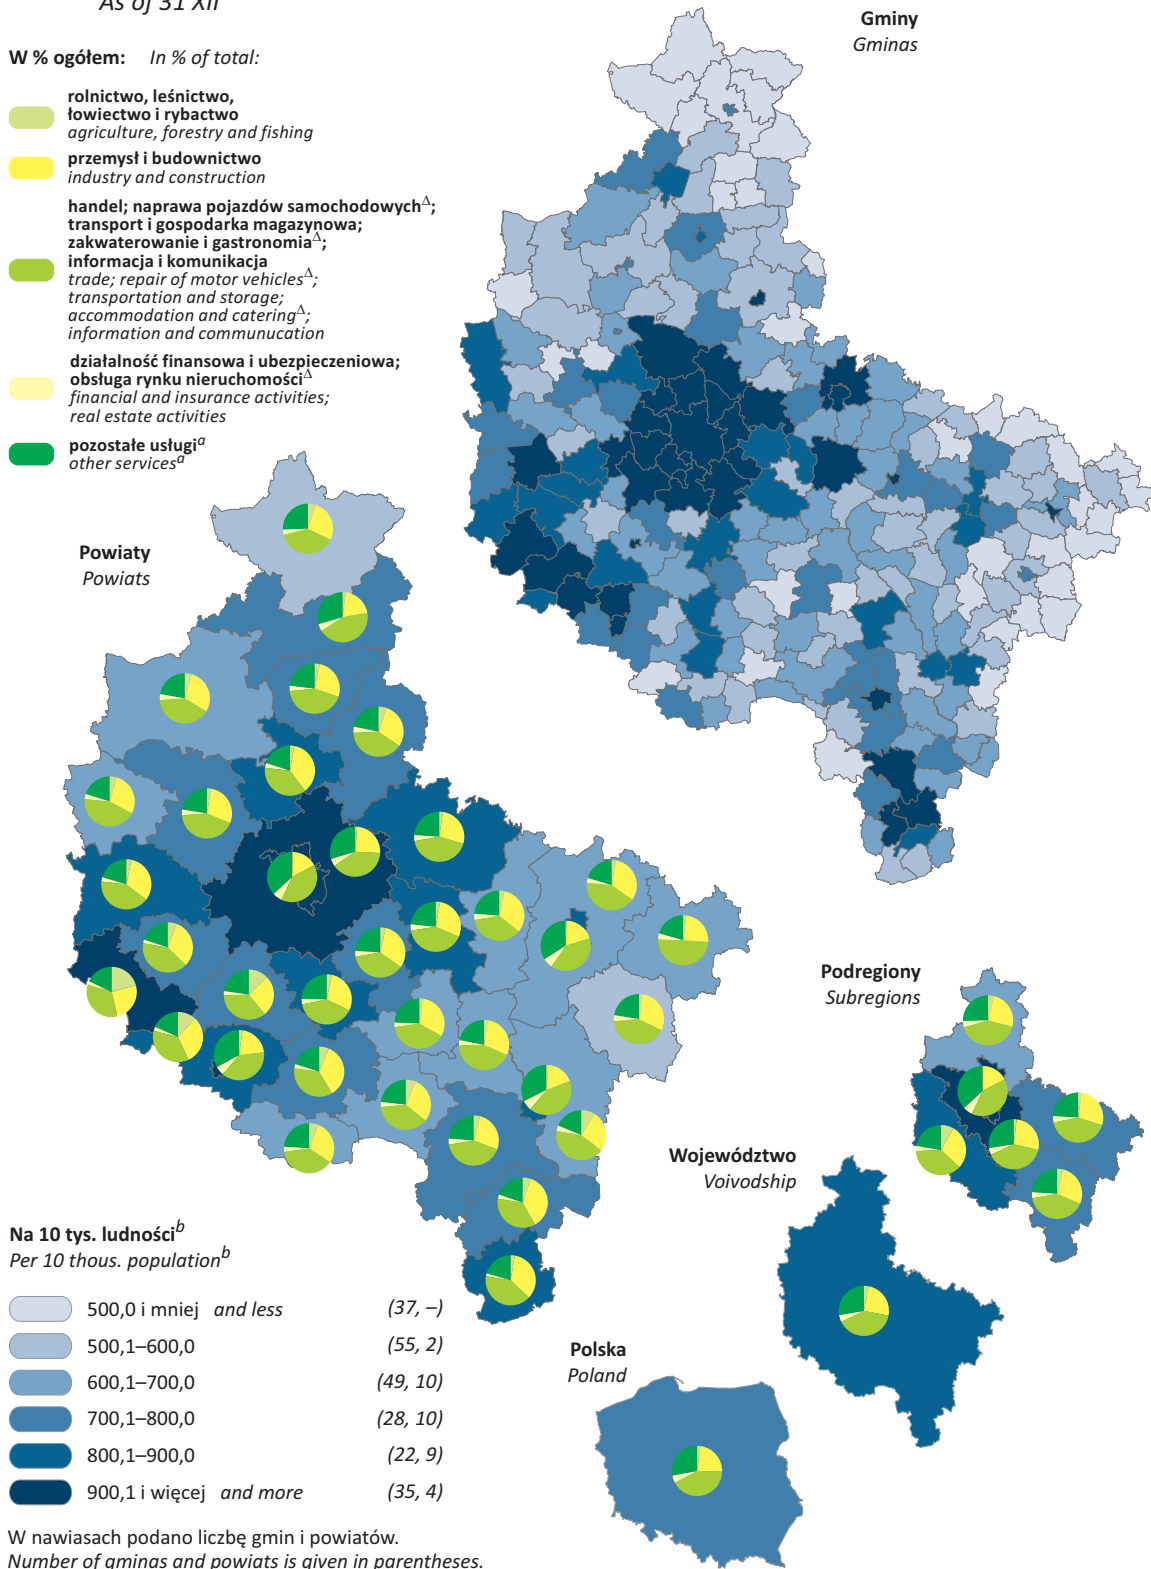 As of 31 XII
W % ogółem: In % of total:
rolnictwo, leśnictwo,
łowiectwo i rybactwo
agriculture, forestry and fishing
przemysł i budownictwo
industry and construction
handel; naprawa pojazdów samochodowych^Δ;
transport i gospodarka magazynowa;
zakwaterowanie i gastronomia^Δ;
informacja i komunikacja
trade; repair of motor vehicles^Δ;
transportation and storage;
accommodation and catering^Δ;
information and communucation
działalność finansowa i ubezpieczeniowa;
obsługa rynku nieruchomości^Δ
financial and insurance activities;
real estate activities
pozostałe usługi^a
other services^a
Gminy
Gminas
Powiaty
Powiats
Podregiony
Subregions
Województwo
Voivodship
Polska
Poland
Na 10 tys. ludności^b
Per 10 thous. population^b
500,0 i mniej and less (37, –)
500,1–600,0 (55, 2)
600,1–700,0 (49, 10)
700,1–800,0 (28, 10)
800,1–900,0 (22, 9)
900,1 i więcej and more (35, 4)
W nawiasach podano liczbę gmin i powiatów.
Number of gminas and powiats is given in parentheses.